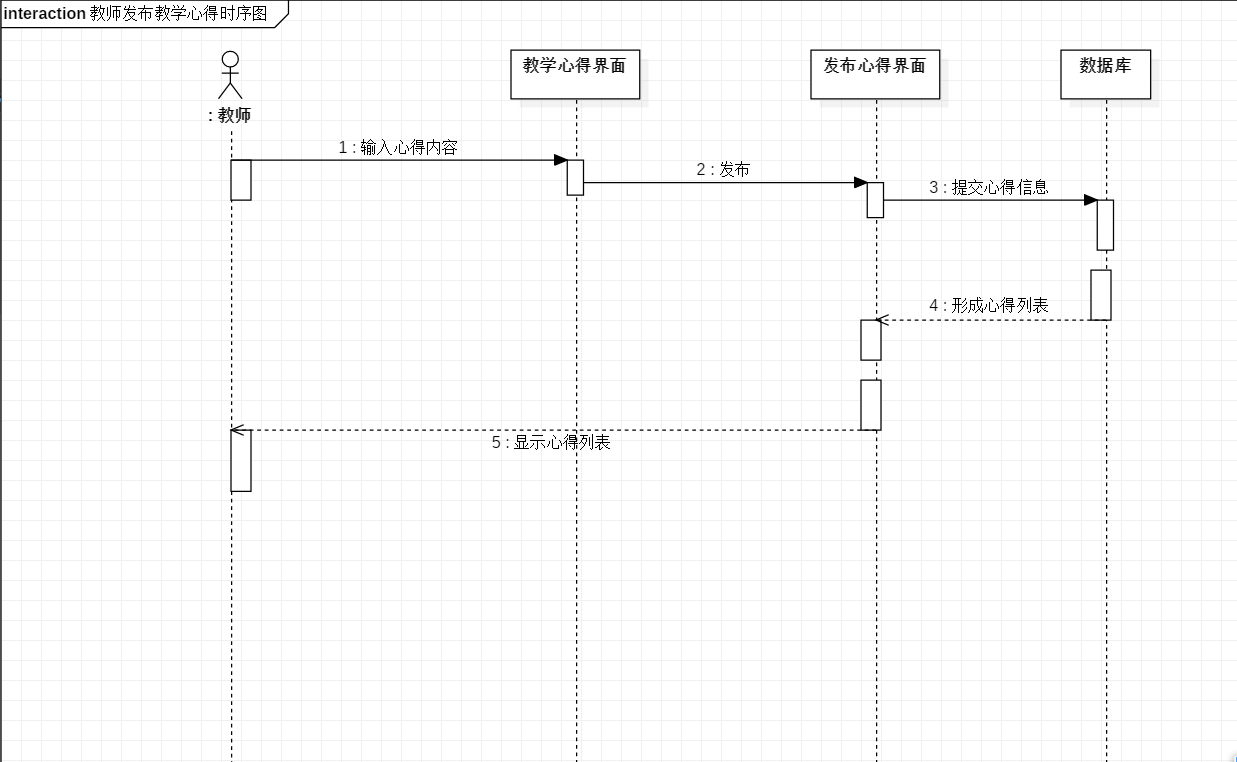 interaction 教师发布教学心得时序图
教学心得界面
发布心得界面
数据库
: 教师
1 : 输入心得内容
2 : 发布
3 : 提交心得信息
4 : 形成心得列表
5 : 显示心得列表